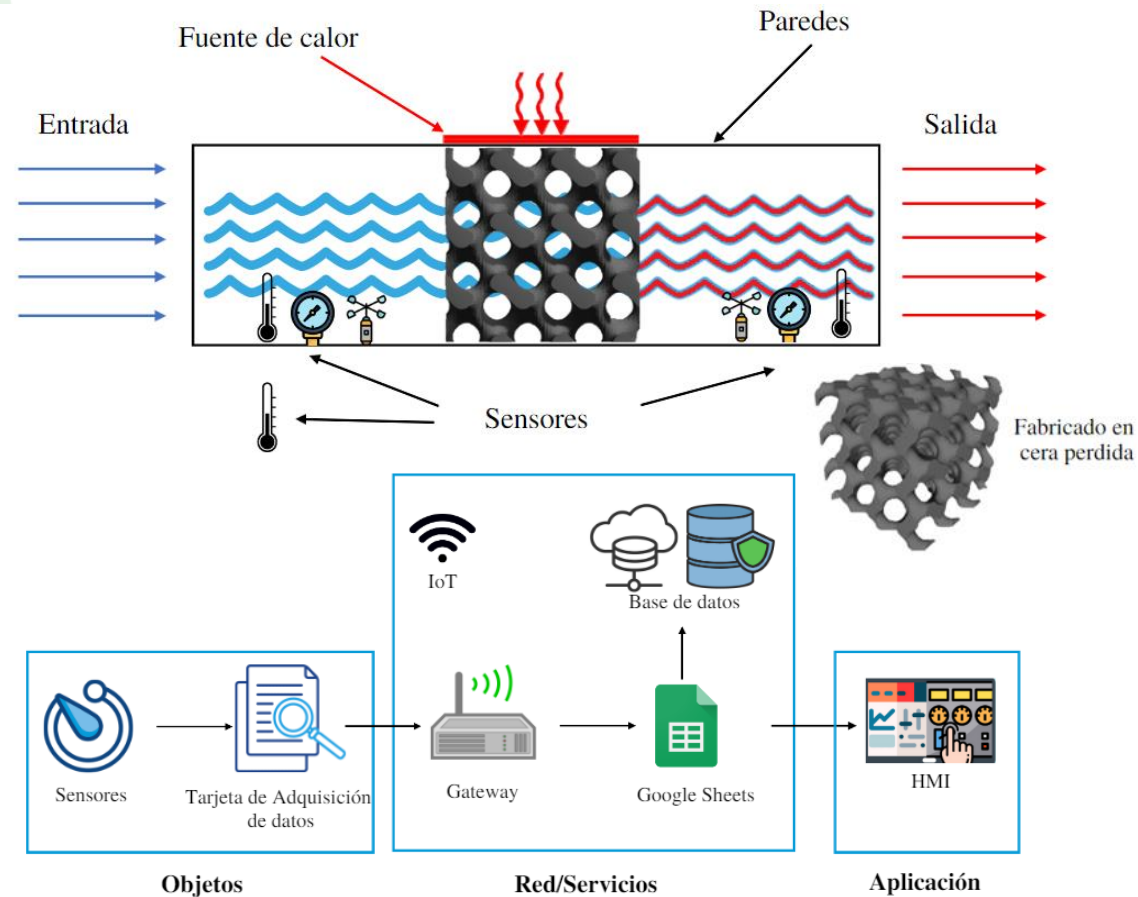 Fuente de calor
Paredes
Entrada
Salida
Sensores
Fabricado en
cera perdida
IoT
Base de datos
Sensores
Tarjeta de Adquisición
de datos
Gateway
Google Sheets
HMI
Objetos
Red/Servicios
Aplicación